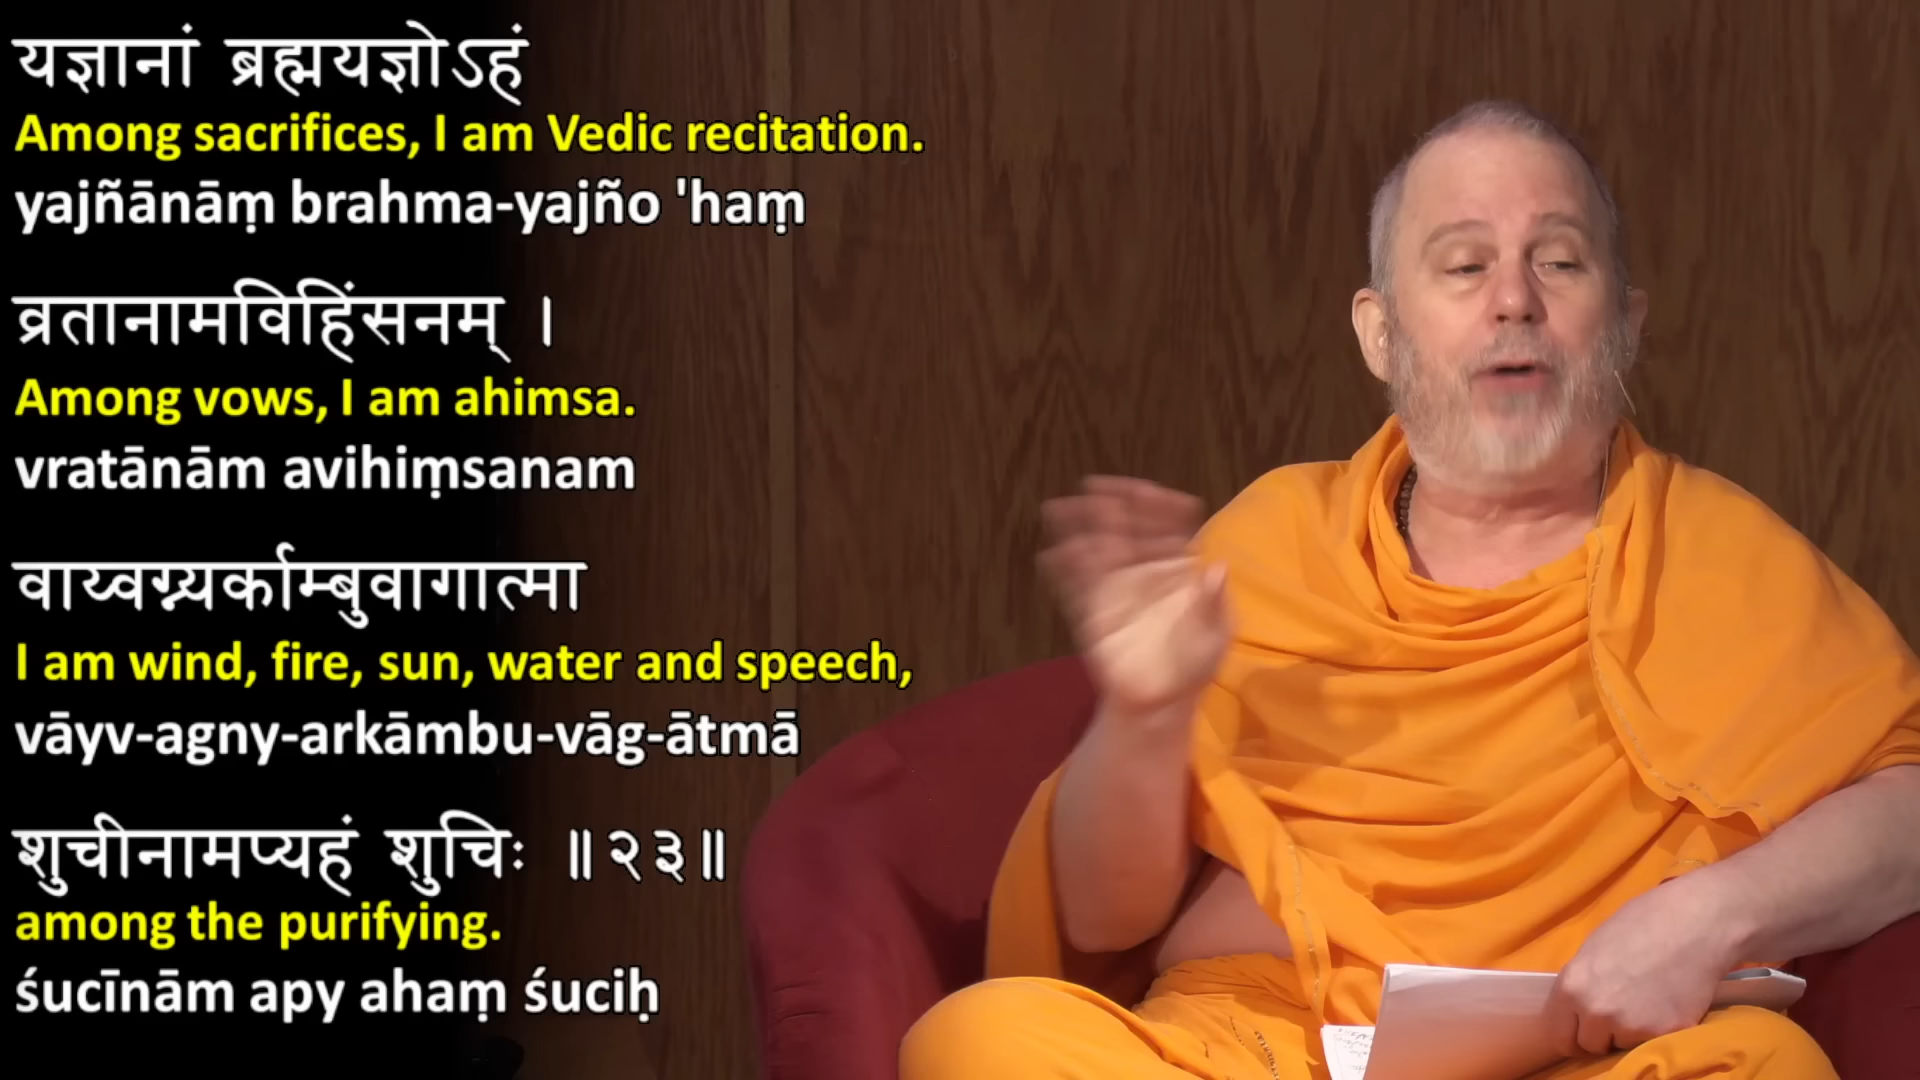 यज्ञानां ब्रह्मयज्ञोऽहं
Among sacrifices, I am Vedic recitation.
yajñānāṃ brahma-yajño 'haṃ
व्रतानामविहिंसनम् ।
Among vows, I am ahimsa.
vratānām avihiṃsanam
वाय्वग्न्यर्काम्बुवागात्मा
I am wind, fire, sun, water and speech,
vāyv-agny-arkāmbu-vāg-ātmā
शुचीनामप्यहं शुचिः ॥२३॥
among the purifying.
śucīnām apy ahaṃ śuciḥ